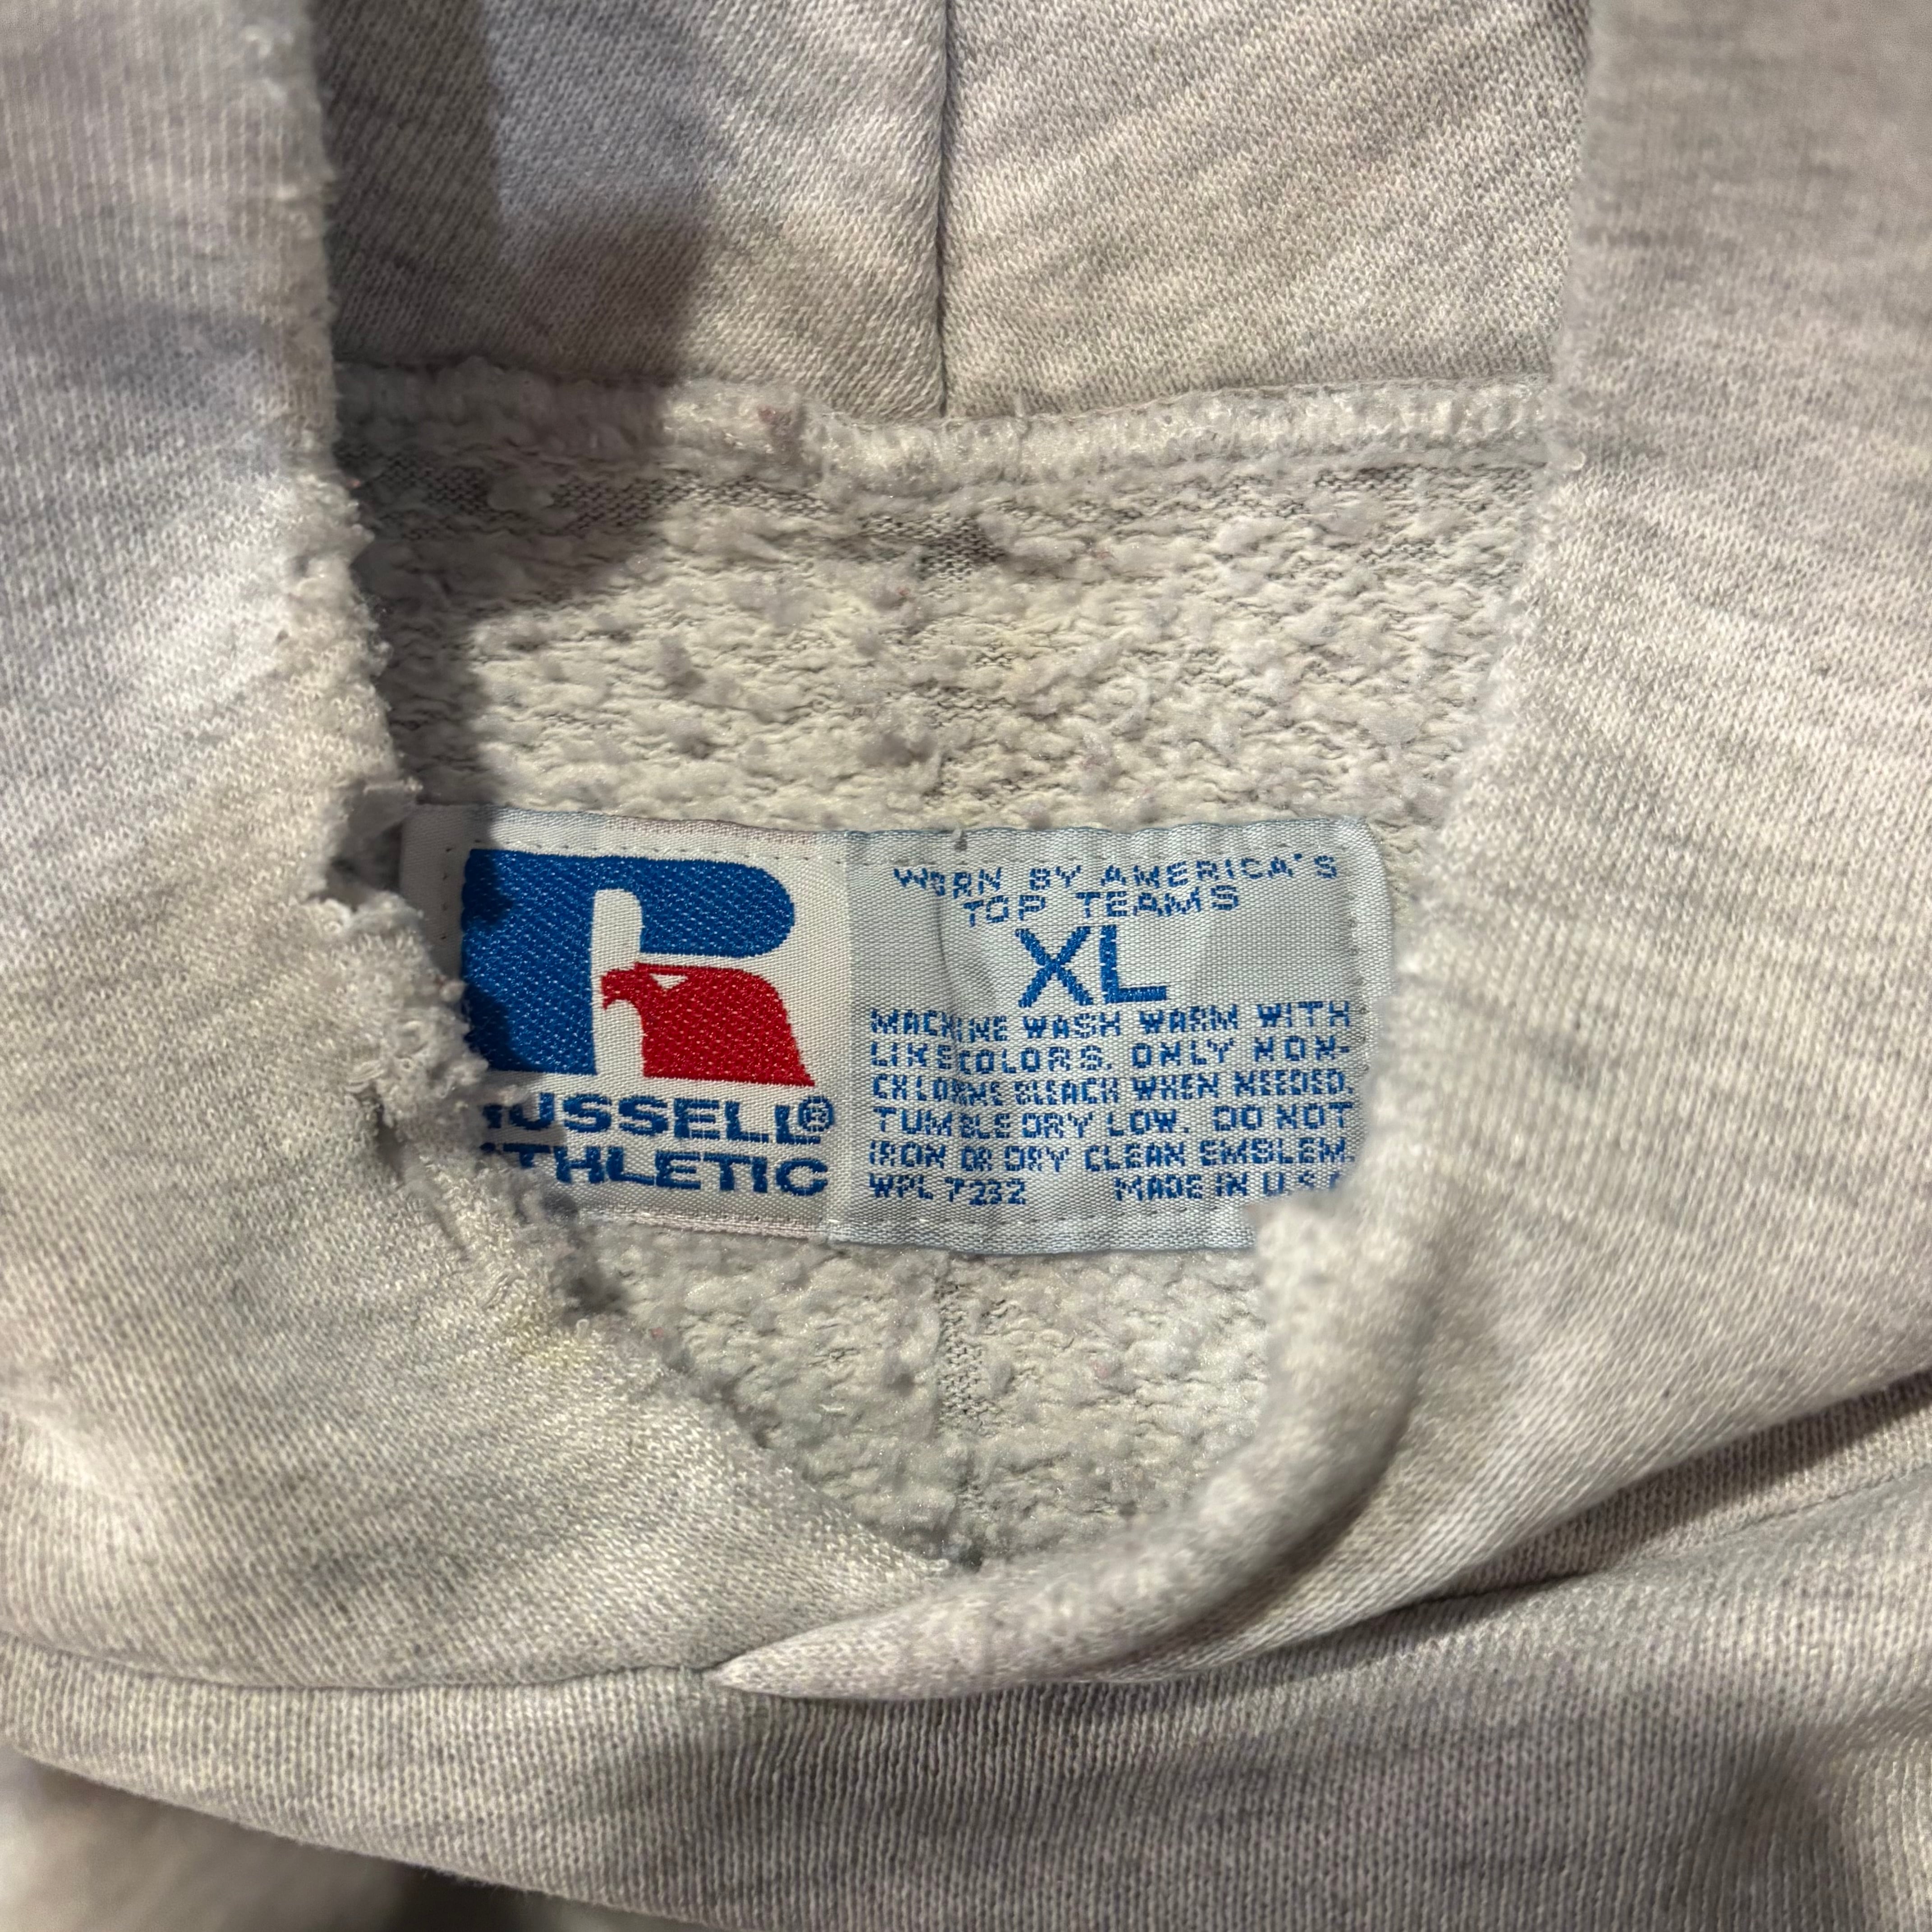 RUSSELL®
ATHLETIC
WORN BY AMERICA'S
TOP TEAMS
XL
MACHINE WASH WARM WITH
LIKE COLORS. ONLY NON-
CHLORINE BLEACH WHEN NEEDED.
TUMBLE DRY LOW. DO NOT
IRON OR DRY CLEAN EMBLEM.
WPL 7232 MADE IN U.S.A